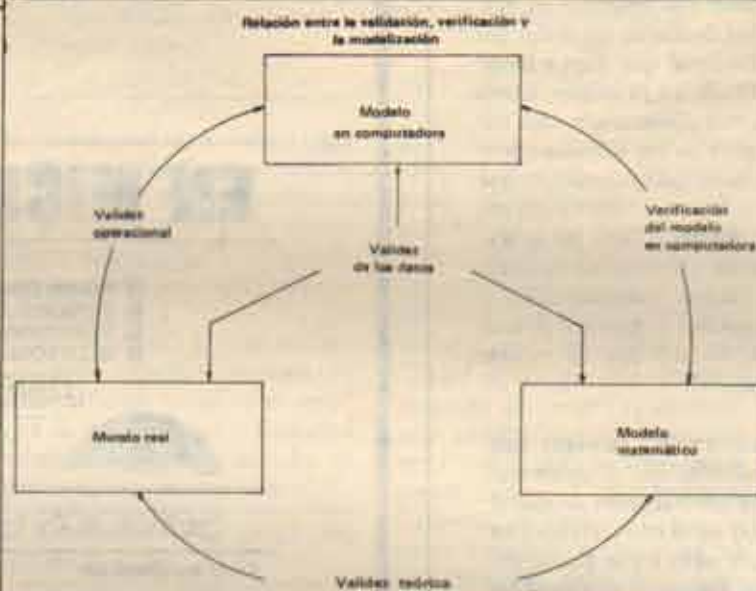 Relación entre la validación, verificación y
la modelización
Modelo
en computadora
Validez
operacional
Verificación
del modelo
en computadora
Validez
de los datos
Mundo real
Modelo
matemático
Validez teórica